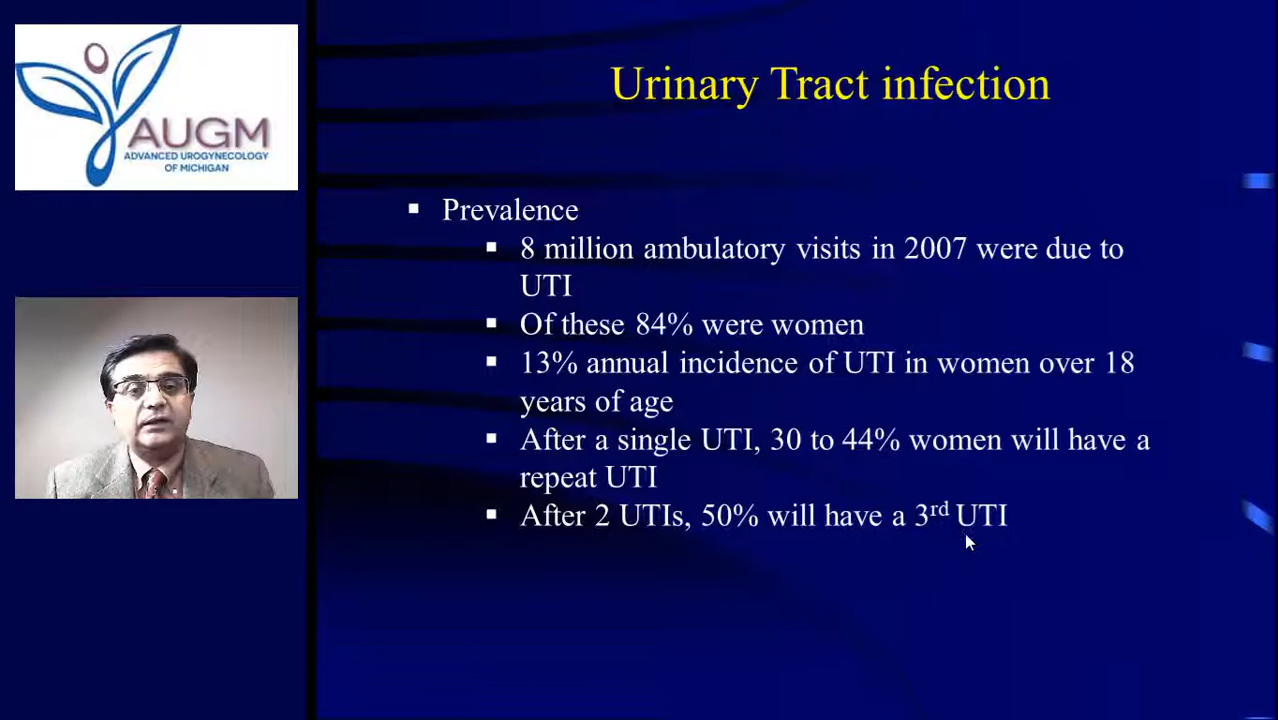 AUGM
ADVANCED UROGYNECOLOGY
OF MICHIGAN
Urinary Tract infection
▪ Prevalence
▪ 8 million ambulatory visits in 2007 were due to
UTI
▪ Of these 84% were women
▪ 13% annual incidence of UTI in women over 18
years of age
▪ After a single UTI, 30 to 44% women will have a
repeat UTI
▪ After 2 UTIs, 50% will have a 3rd UTI